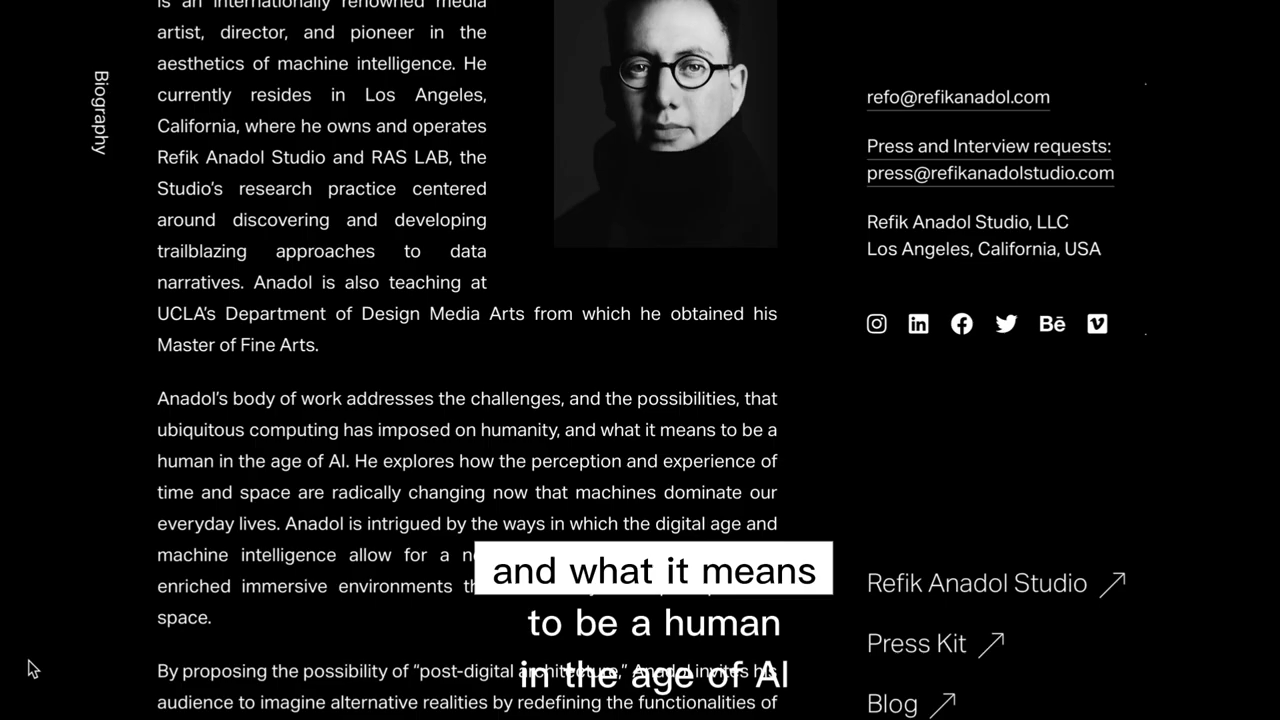 Biography
is an internationally renowned media
artist, director, and pioneer in the
aesthetics of machine intelligence. He
currently resides in Los Angeles,
California, where he owns and operates
Refik Anadol Studio and RAS LAB, the
Studio's research practice centered
around discovering and developing
trailblazing approaches to data
narratives. Anadol is also teaching at
UCLA's Department of Design Media Arts from which he obtained his
Master of Fine Arts.
Anadol's body of work addresses the challenges, and the possibilities, that
ubiquitous computing has imposed on humanity, and what it means to be a
human in the age of AI. He explores how the perception and experience of
time and space are radically changing now that machines dominate our
everyday lives. Anadol is intrigued by the ways in which the digital age and
machine intelligence allow for a
enriched immersive environments
space.
By proposing the possibility of “post-digital architecture,” Anadol invites his
audience to imagine alternative realities by redefining the functionalities of
and what it means
to be a human
in the age of AI
refo@refikanadol.com
Press and Interview requests:
press@refikanadolstudio.com
Refik Anadol Studio, LLC
Los Angeles, California, USA
Bē
Refik Anadol Studio
Press Kit
Blog